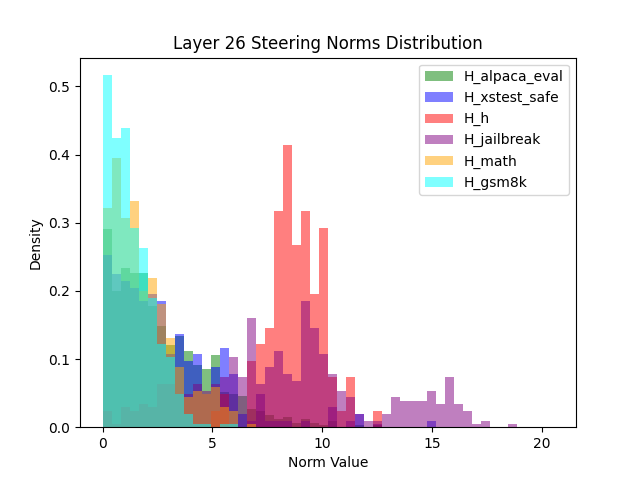 Layer 26 Steering Norms Distribution
H_alpaca_eval
H_xstest_safe
H_h
H_jailbreak
H_math
H_gsm8k
0.5
0.4
0.3
0.2
0.1
0.0
Density
0 5 10 15 20
Norm Value